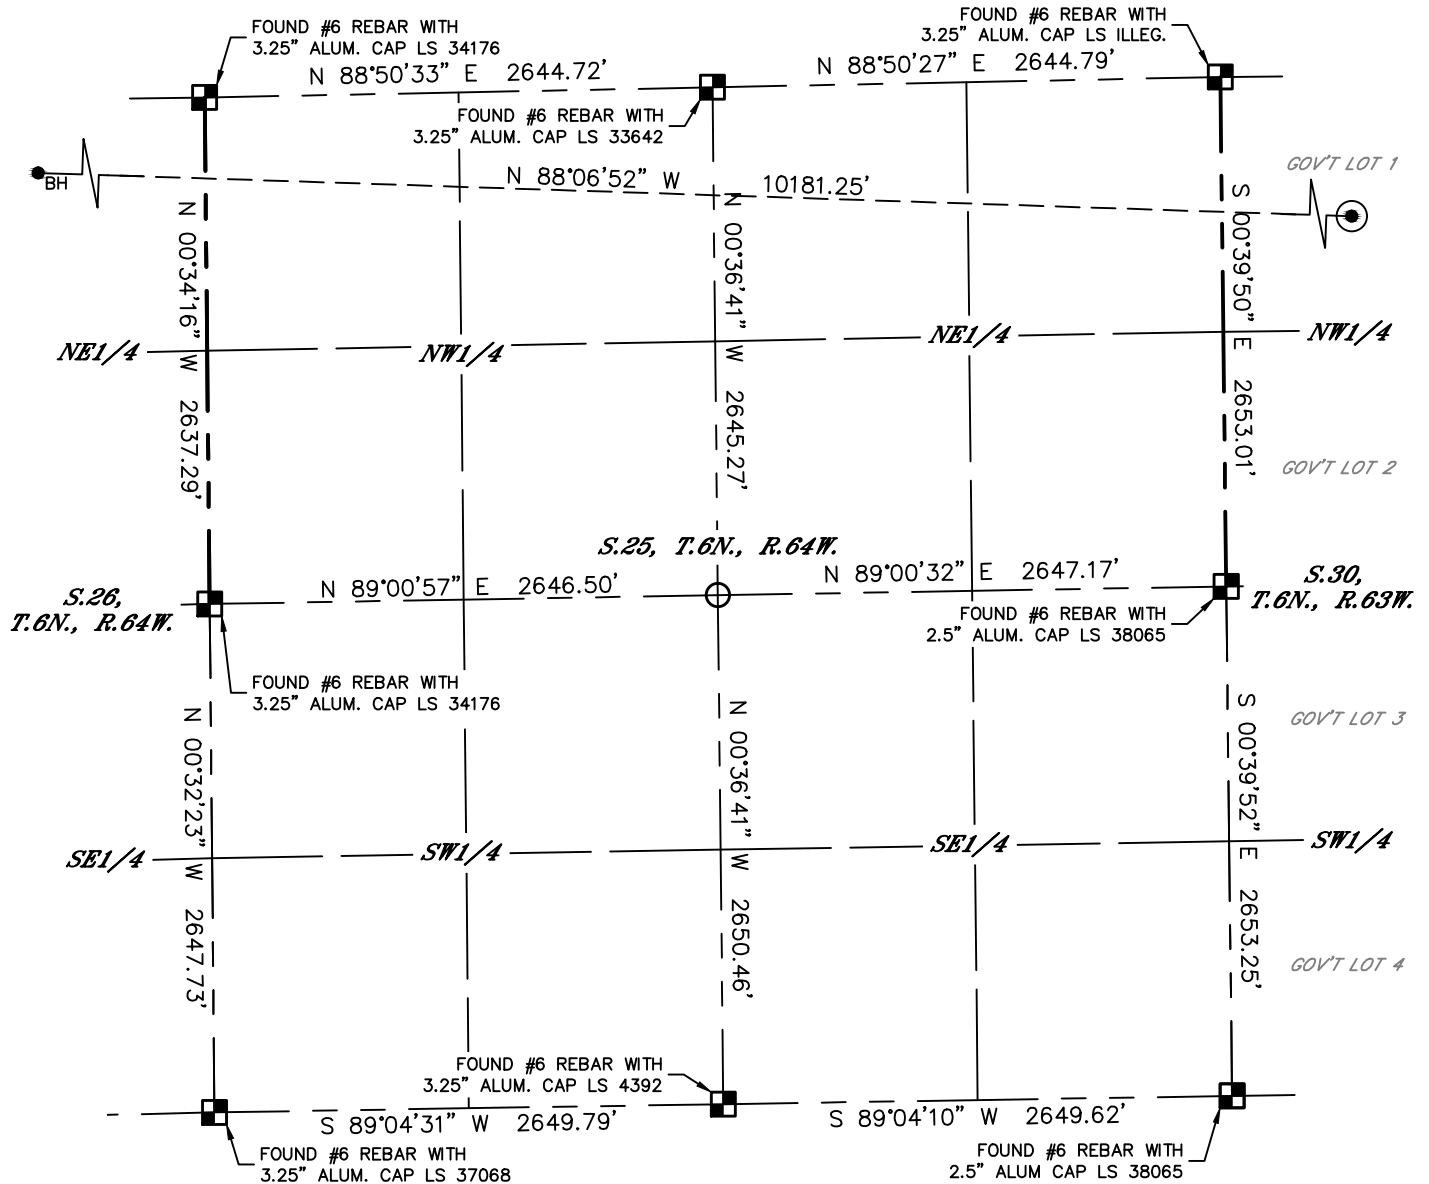 FOUND #6 REBAR WITH
3.25" ALUM. CAP LS 34176
FOUND #6 REBAR WITH
3.25" ALUM. CAP LS ILLEG.
N 88°50'33" E 2644.72'
N 88°50'27" E 2644.79'
FOUND #6 REBAR WITH
3.25" ALUM. CAP LS 33642
BH
N 88°06'52" W 10181.25'
GOV'T LOT 1
N 00°34'16" W 2637.29'
N 00°36'41" W 2645.27'
S 00°39'50" E 2653.01'
NE1/4
NW1/4
NE1/4
NW1/4
GOV'T LOT 2
S.25, T.6N., R.64W.
N 89°00'57" E 2646.50'
N 89°00'32" E 2647.17'
S.26,
T.6N., R.64W.
S.30,
T.6N., R.63W.
FOUND #6 REBAR WITH
2.5" ALUM. CAP LS 38065
FOUND #6 REBAR WITH
3.25" ALUM. CAP LS 34176
GOV'T LOT 3
N 00°32'23" W 2647.73'
N 00°36'41" W 2650.46'
S 00°39'52" E 2653.25'
SE1/4
SW1/4
SE1/4
SW1/4
GOV'T LOT 4
FOUND #6 REBAR WITH
3.25" ALUM. CAP LS 4392
S 89°04'31" W 2649.79'
S 89°04'10" W 2649.62'
FOUND #6 REBAR WITH
3.25" ALUM. CAP LS 37068
FOUND #6 REBAR WITH
2.5" ALUM CAP LS 38065